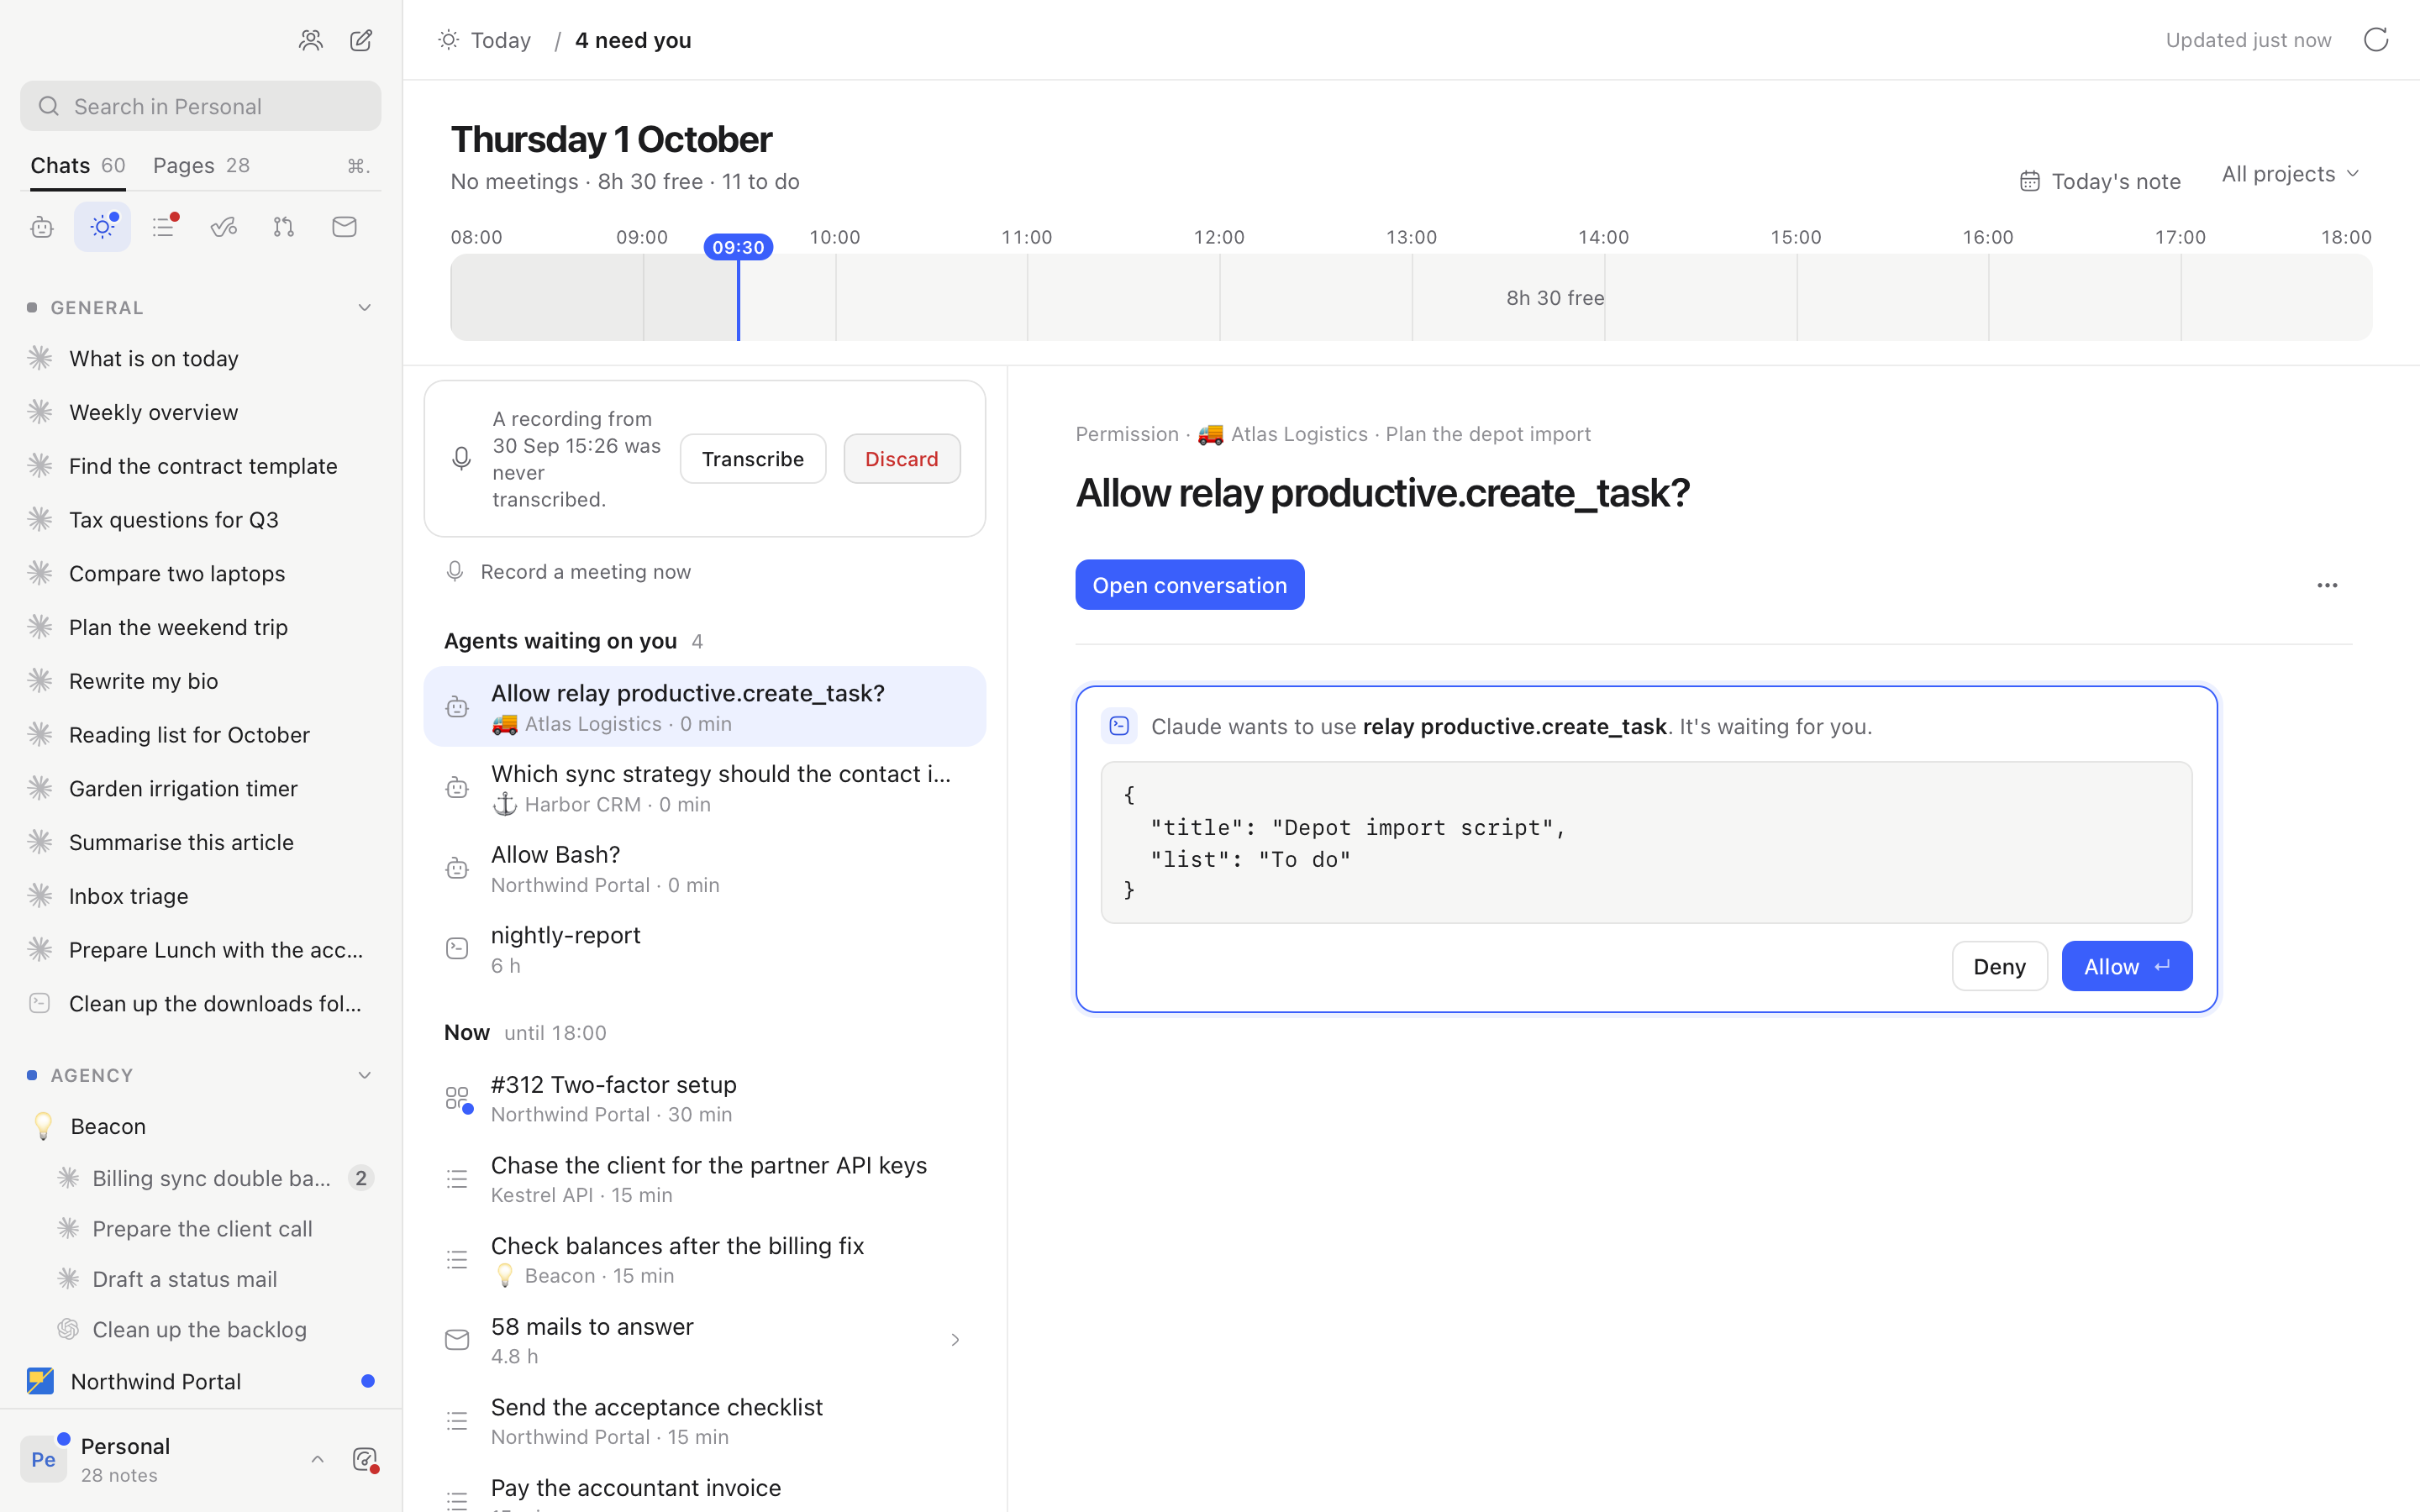 Search in Personal
Chats 60
Pages 28
⌘.
GENERAL
What is on today
Weekly overview
Find the contract template
Tax questions for Q3
Compare two laptops
Plan the weekend trip
Rewrite my bio
Reading list for October
Garden irrigation timer
Summarise this article
Inbox triage
Prepare Lunch with the acc...
Clean up the downloads fol...
AGENCY
Beacon
Billing sync double ba... 2
Prepare the client call
Draft a status mail
Clean up the backlog
Northwind Portal
Pe
Personal
28 notes
Today / 4 need you
Updated just now
Thursday 1 October
No meetings · 8h 30 free · 11 to do
Today's note
All projects
08:00 09:00 09:30 10:00 11:00 12:00 13:00 14:00 15:00 16:00 17:00 18:00
8h 30 free
A recording from
30 Sep 15:26 was
never
transcribed.
Transcribe
Discard
Record a meeting now
Agents waiting on you 4
Allow relay productive.create_task?
Atlas Logistics · 0 min
Which sync strategy should the contact i...
Harbor CRM · 0 min
Allow Bash?
Northwind Portal · 0 min
nightly-report
6 h
Now until 18:00
#312 Two-factor setup
Northwind Portal · 30 min
Chase the client for the partner API keys
Kestrel API · 15 min
Check balances after the billing fix
Beacon · 15 min
58 mails to answer
4.8 h
Send the acceptance checklist
Northwind Portal · 15 min
Pay the accountant invoice
Permission · Atlas Logistics · Plan the depot import
Allow relay productive.create_task?
Open conversation
Claude wants to use relay productive.create_task. It's waiting for you.
{
"title": "Depot import script",
"list": "To do"
}
Deny
Allow